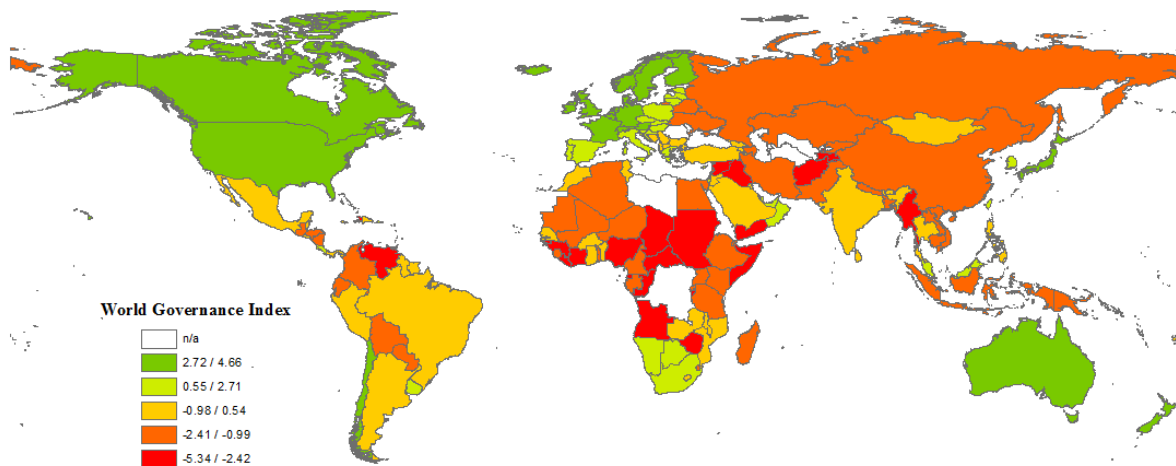 World Governance Index
n/a
2.72 / 4.66
0.55 / 2.71
-0.98 / 0.54
-2.41 / -0.99
-5.34 / -2.42